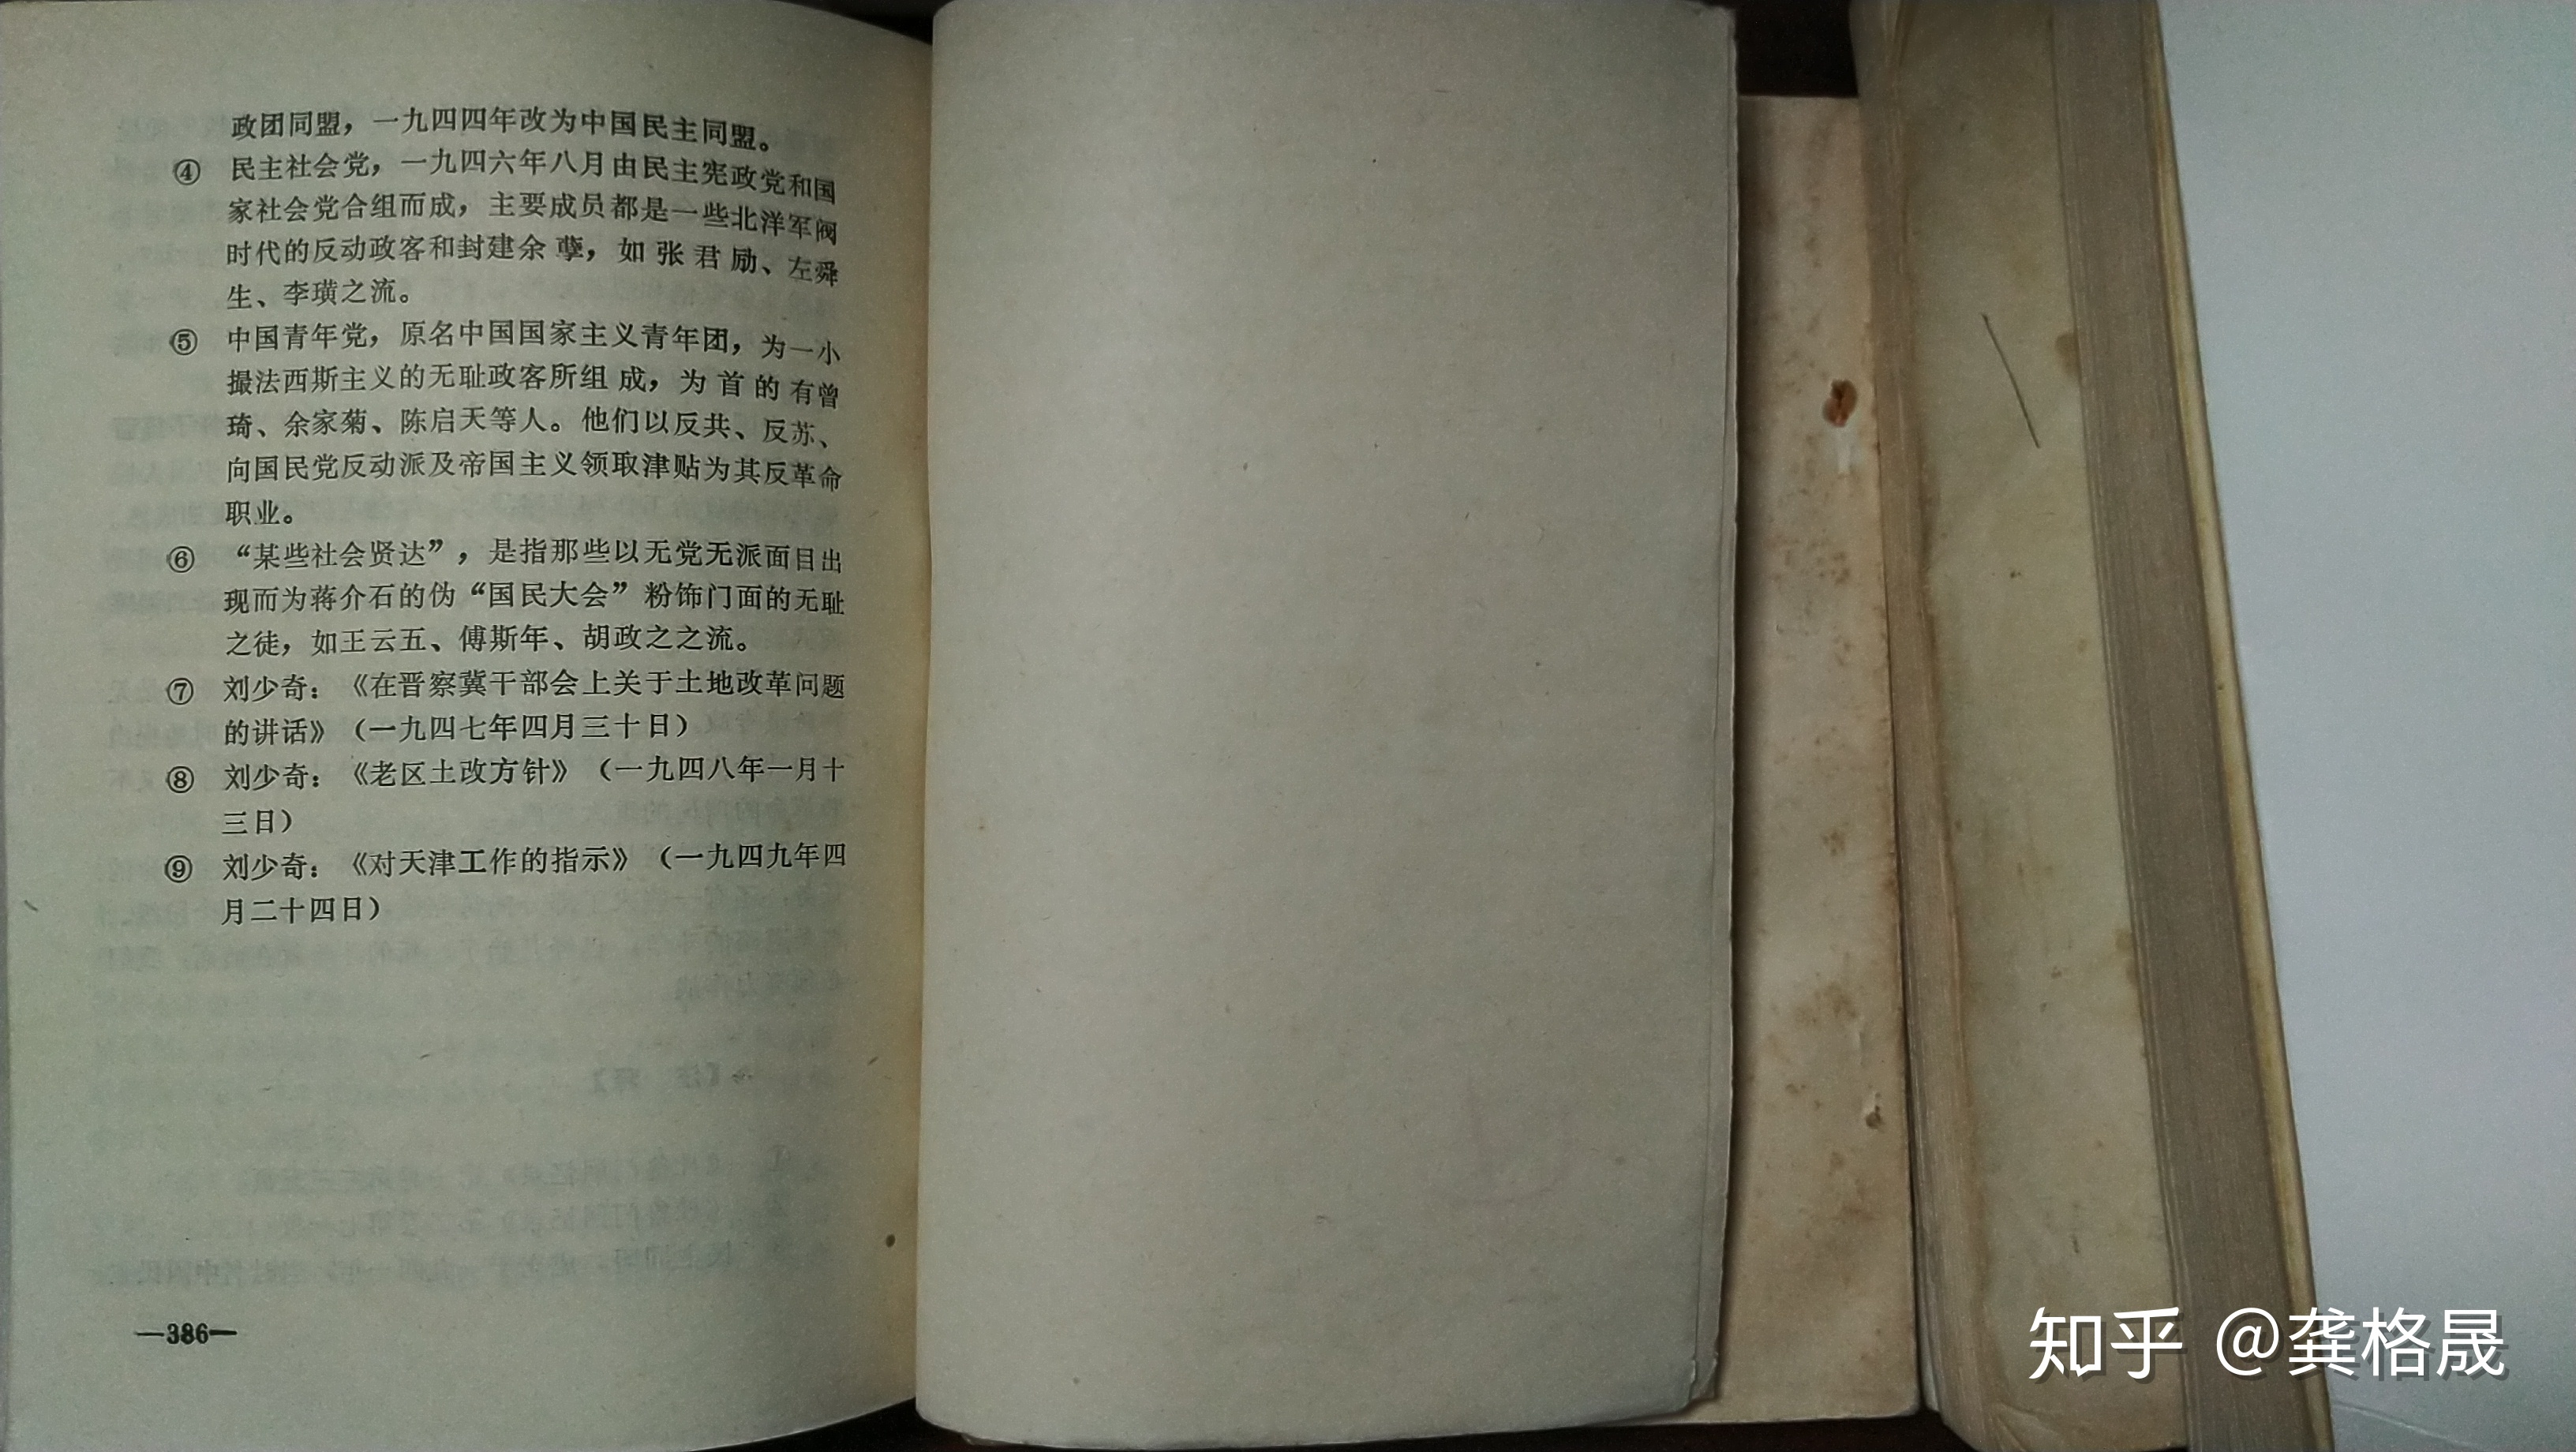 政团同盟，一九四四年改为中国民主同盟。
④ 民主社会党，一九四六年八月由民主宪政党和国
家社会党合组而成，主要成员都是一些北洋军阀
时代的反动政客和封建余孽，如张君励、左舜
生、李璜之流。
⑤ 中国青年党，原名中国国家主义青年团，为一小
撮法西斯主义的无耻政客所组成，为首的有曾
琦、余家菊、陈启天等人。他们以反共、反苏、
向国民党反动派及帝国主义领取津贴为其反革命
职业。
⑥ “某些社会贤达”，是指那些以无党无派面目出
现而为蒋介石的伪“国民大会”粉饰门面的无耻
之徒，如王云五、傅斯年、胡政之之流。
⑦ 刘少奇：《在晋察冀干部会上关于土地改革问题
的讲话》（一九四七年四月三十日）
⑧ 刘少奇：《老区土改方针》（一九四八年一月十
三日）
⑨ 刘少奇：《对天津工作的指示》（一九四九年四
月二十四日）
—386—
知乎 @龚格晟